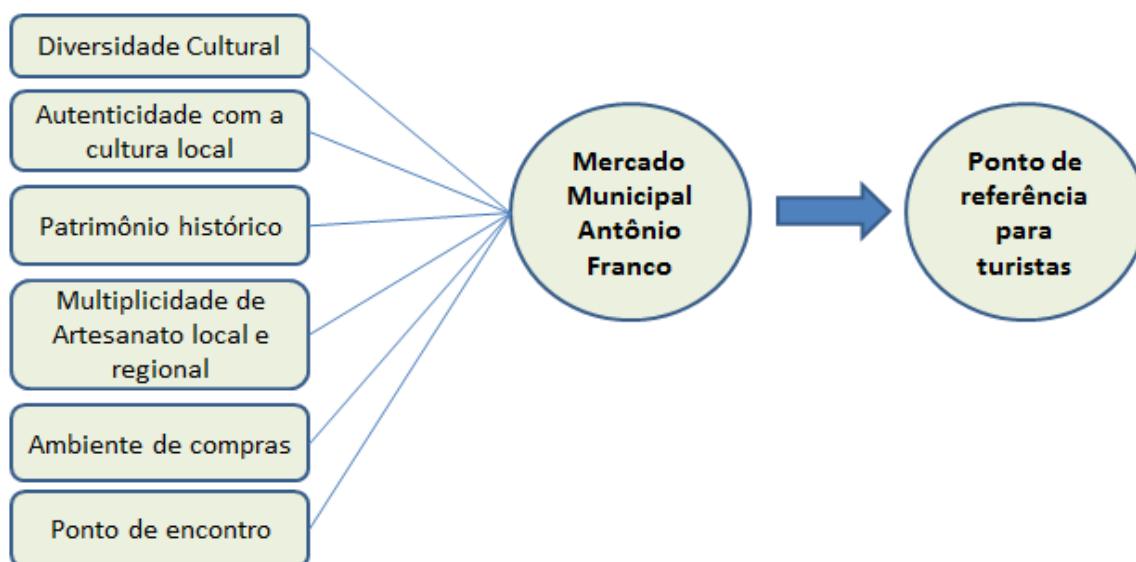 Diversidade Cultural
Autenticidade com a
cultura local
Patrimônio histórico
Multiplicidade de
Artesanato local e
regional
Ambiente de compras
Ponto de encontro
Mercado
Municipal
Antônio
Franco
Ponto de
referência
para
turistas